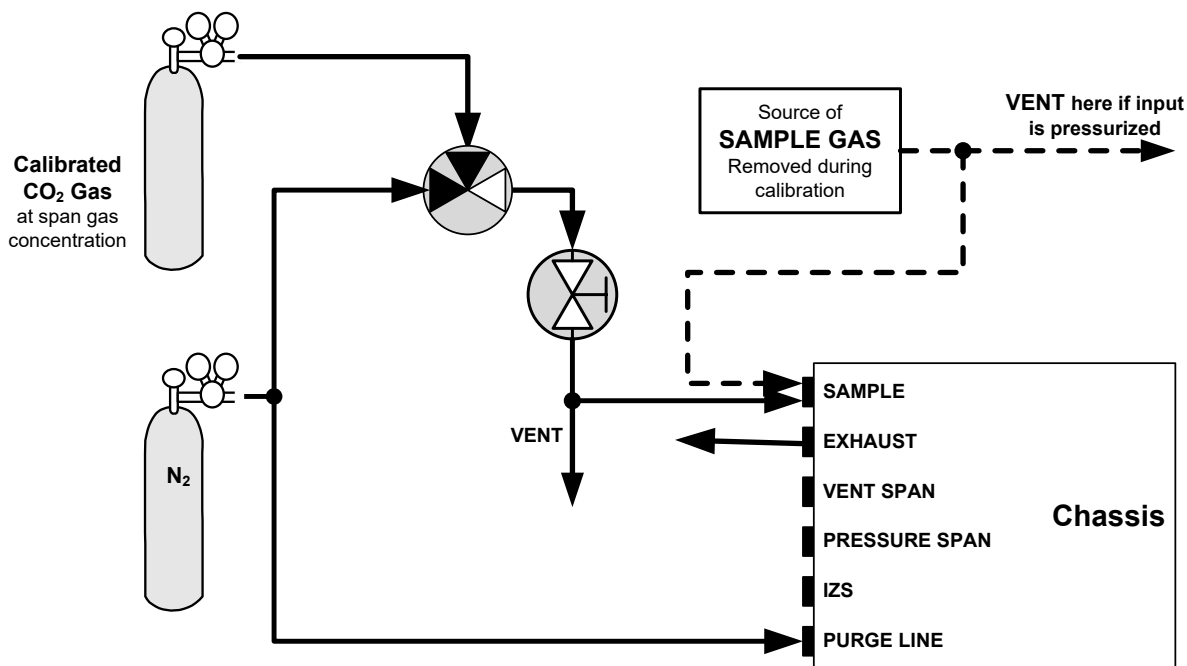 Calibrated
CO₂ Gas
at span gas
concentration
N₂
VENT
Source of
SAMPLE GAS
Removed during
calibration
VENT here if input
is pressurized
SAMPLE
EXHAUST
VENT SPAN
PRESSURE SPAN
IZS
PURGE LINE
Chassis